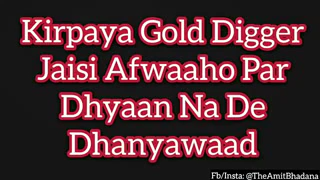 Kirpaya Gold Digger
Jaisi Afwaaho Par
Dhyaan Na De
Dhanyawaad
Fb/Insta: @TheAmitBhadana